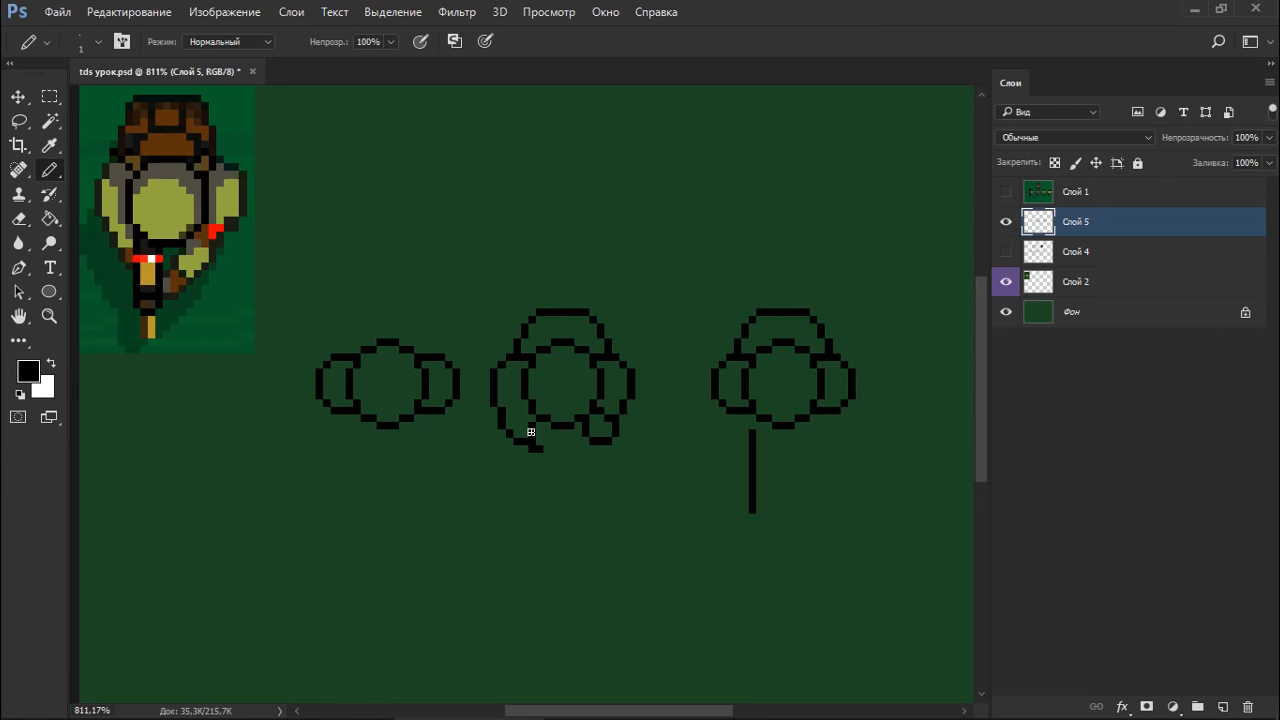 Ps Файл Редактирование Изображение Слои Текст Выделение Фильтр 3D Просмотр Окно Справка
1 Режим: Нормальный Непрозр.: 100%
tds урок.psd @ 811% (Слой 5, RGB/8) *
Слои
Вид
Обычные Непрозрачность: 100%
Закрепить: Заливка: 100%
Слой 1
Слой 5
Слой 4
Слой 2
Фон
811,17% Док: 35,3K/215,7K